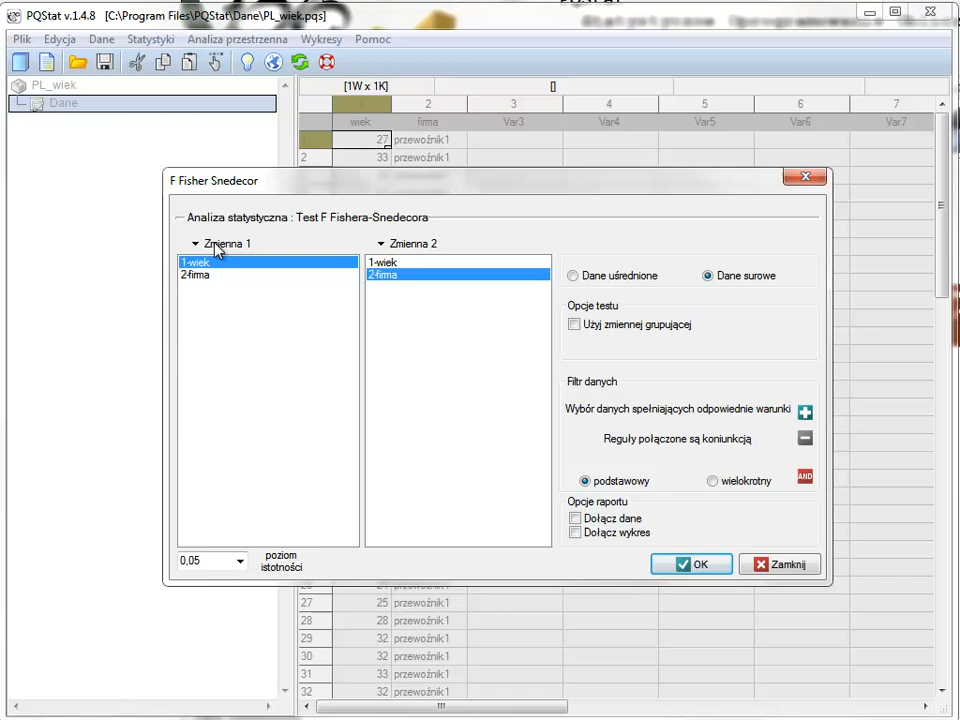 PQStat v.1.4.8 [C:\Program Files\PQStat\Dane\PL_wiek.pqs]
Plik Edycja Dane Statystyki Analiza przestrzenna Wykresy Pomoc
PL_wiek
Dane
[1W x 1K] []
1 2 3 4 5 6 7
wiek firma Var3 Var4 Var5 Var6 Var7
27 przewoźnik1
2 33 przewoźnik1
F Fisher Snedecor
Analiza statystyczna : Test F Fishera-Snedecora
Zmienna 1 Zmienna 2
1-wiek 1-wiek
2-firma 2-firma
Dane uśrednione Dane surowe
Opcje testu
Użyj zmiennej grupującej
Filtr danych
Wybór danych spełniających odpowiednie warunki
Reguły połączone są koniunkcją
podstawowy wielokrotny AND
Opcje raportu
Dołącz dane
Dołącz wykres
0,05 poziom
istotności
OK Zamknij
27 25 przewoźnik1
28 28 przewoźnik1
29 32 przewoźnik1
30 32 przewoźnik1
31 33 przewoźnik1
32 32 przewoźnik1